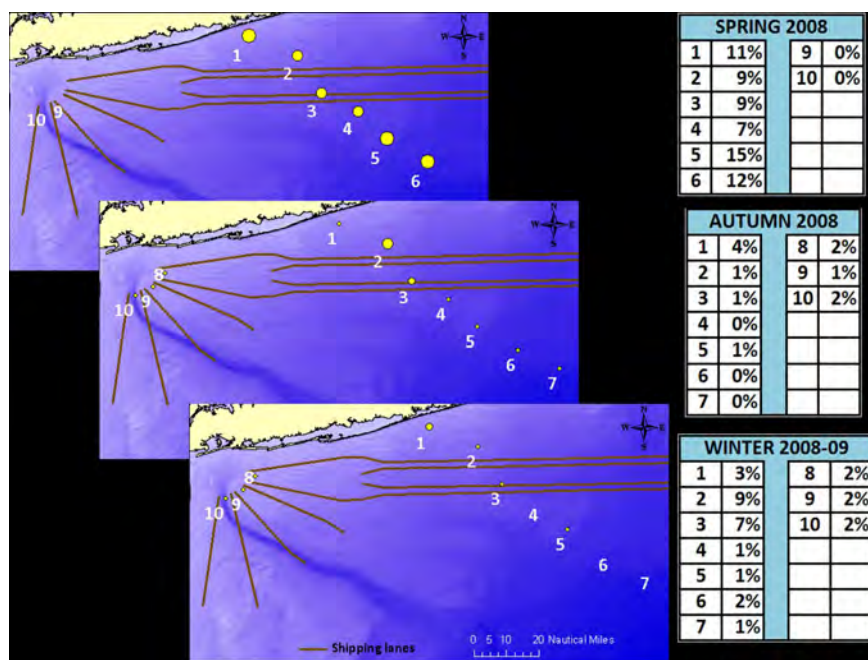 N
W E
S
1
2
3
4
5
6
9
10
N
W E
S
1
2
3
4
5
6
7
8
9
10
N
W E
S
1
2
3
4
5
6
7
8
9
10
Shipping lanes
0 5 10 20 Nautical Miles
SPRING 2008
1 11% 9 0%
2 9% 10 0%
3 9%
4 7%
5 15%
6 12%
AUTUMN 2008
1 4% 8 2%
2 1% 9 1%
3 1% 10 2%
4 0%
5 1%
6 0%
7 0%
WINTER 2008-09
1 3% 8 2%
2 9% 9 2%
3 7% 10 2%
4 1%
5 1%
6 2%
7 1%